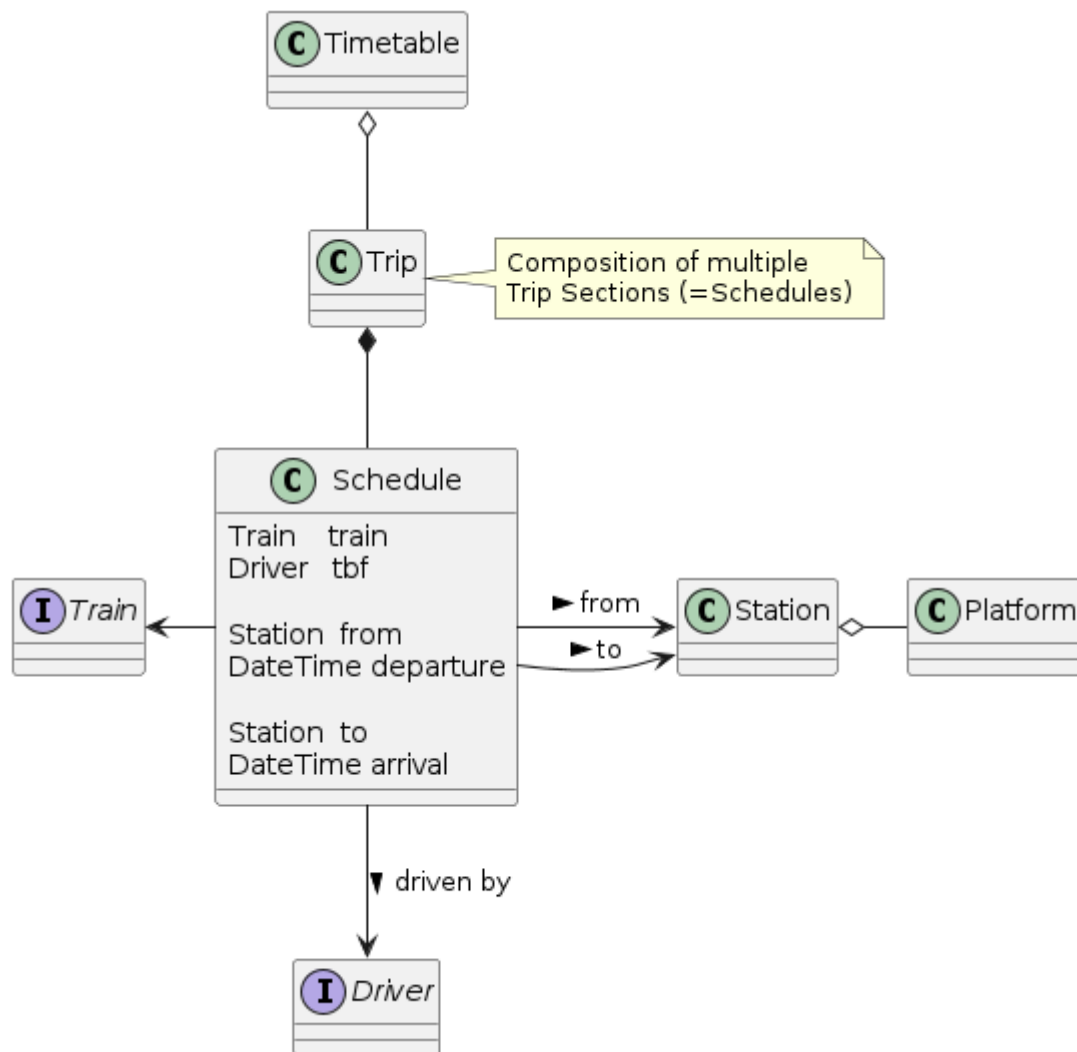 C Timetable
C Trip
Composition of multiple
Trip Sections (=Schedules)
C Schedule
Train train
Driver tbf
Station from
DateTime departure
Station to
DateTime arrival
I Train
from
to
C Station
C Platform
driven by
I Driver